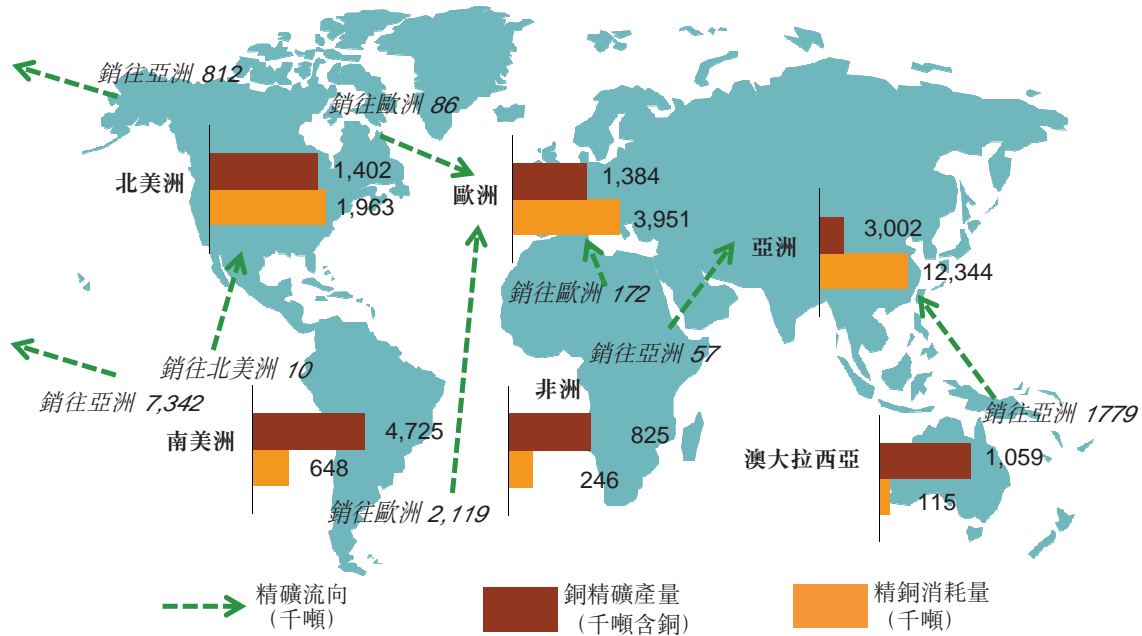 銷往亞洲 812
銷往歐洲 86
北美洲
1,402
1,963
歐洲
1,384
3,951
亞洲
3,002
12,344
銷往歐洲 172
銷往亞洲 57
銷往北美洲 10
銷往亞洲 7,342
南美洲
4,725
648
銷往歐洲 2,119
非洲
825
246
銷往亞洲 1779
澳大拉西亞
1,059
115
精礦流向
(千噸)
銅精礦產量
(千噸含銅)
精銅消耗量
(千噸)